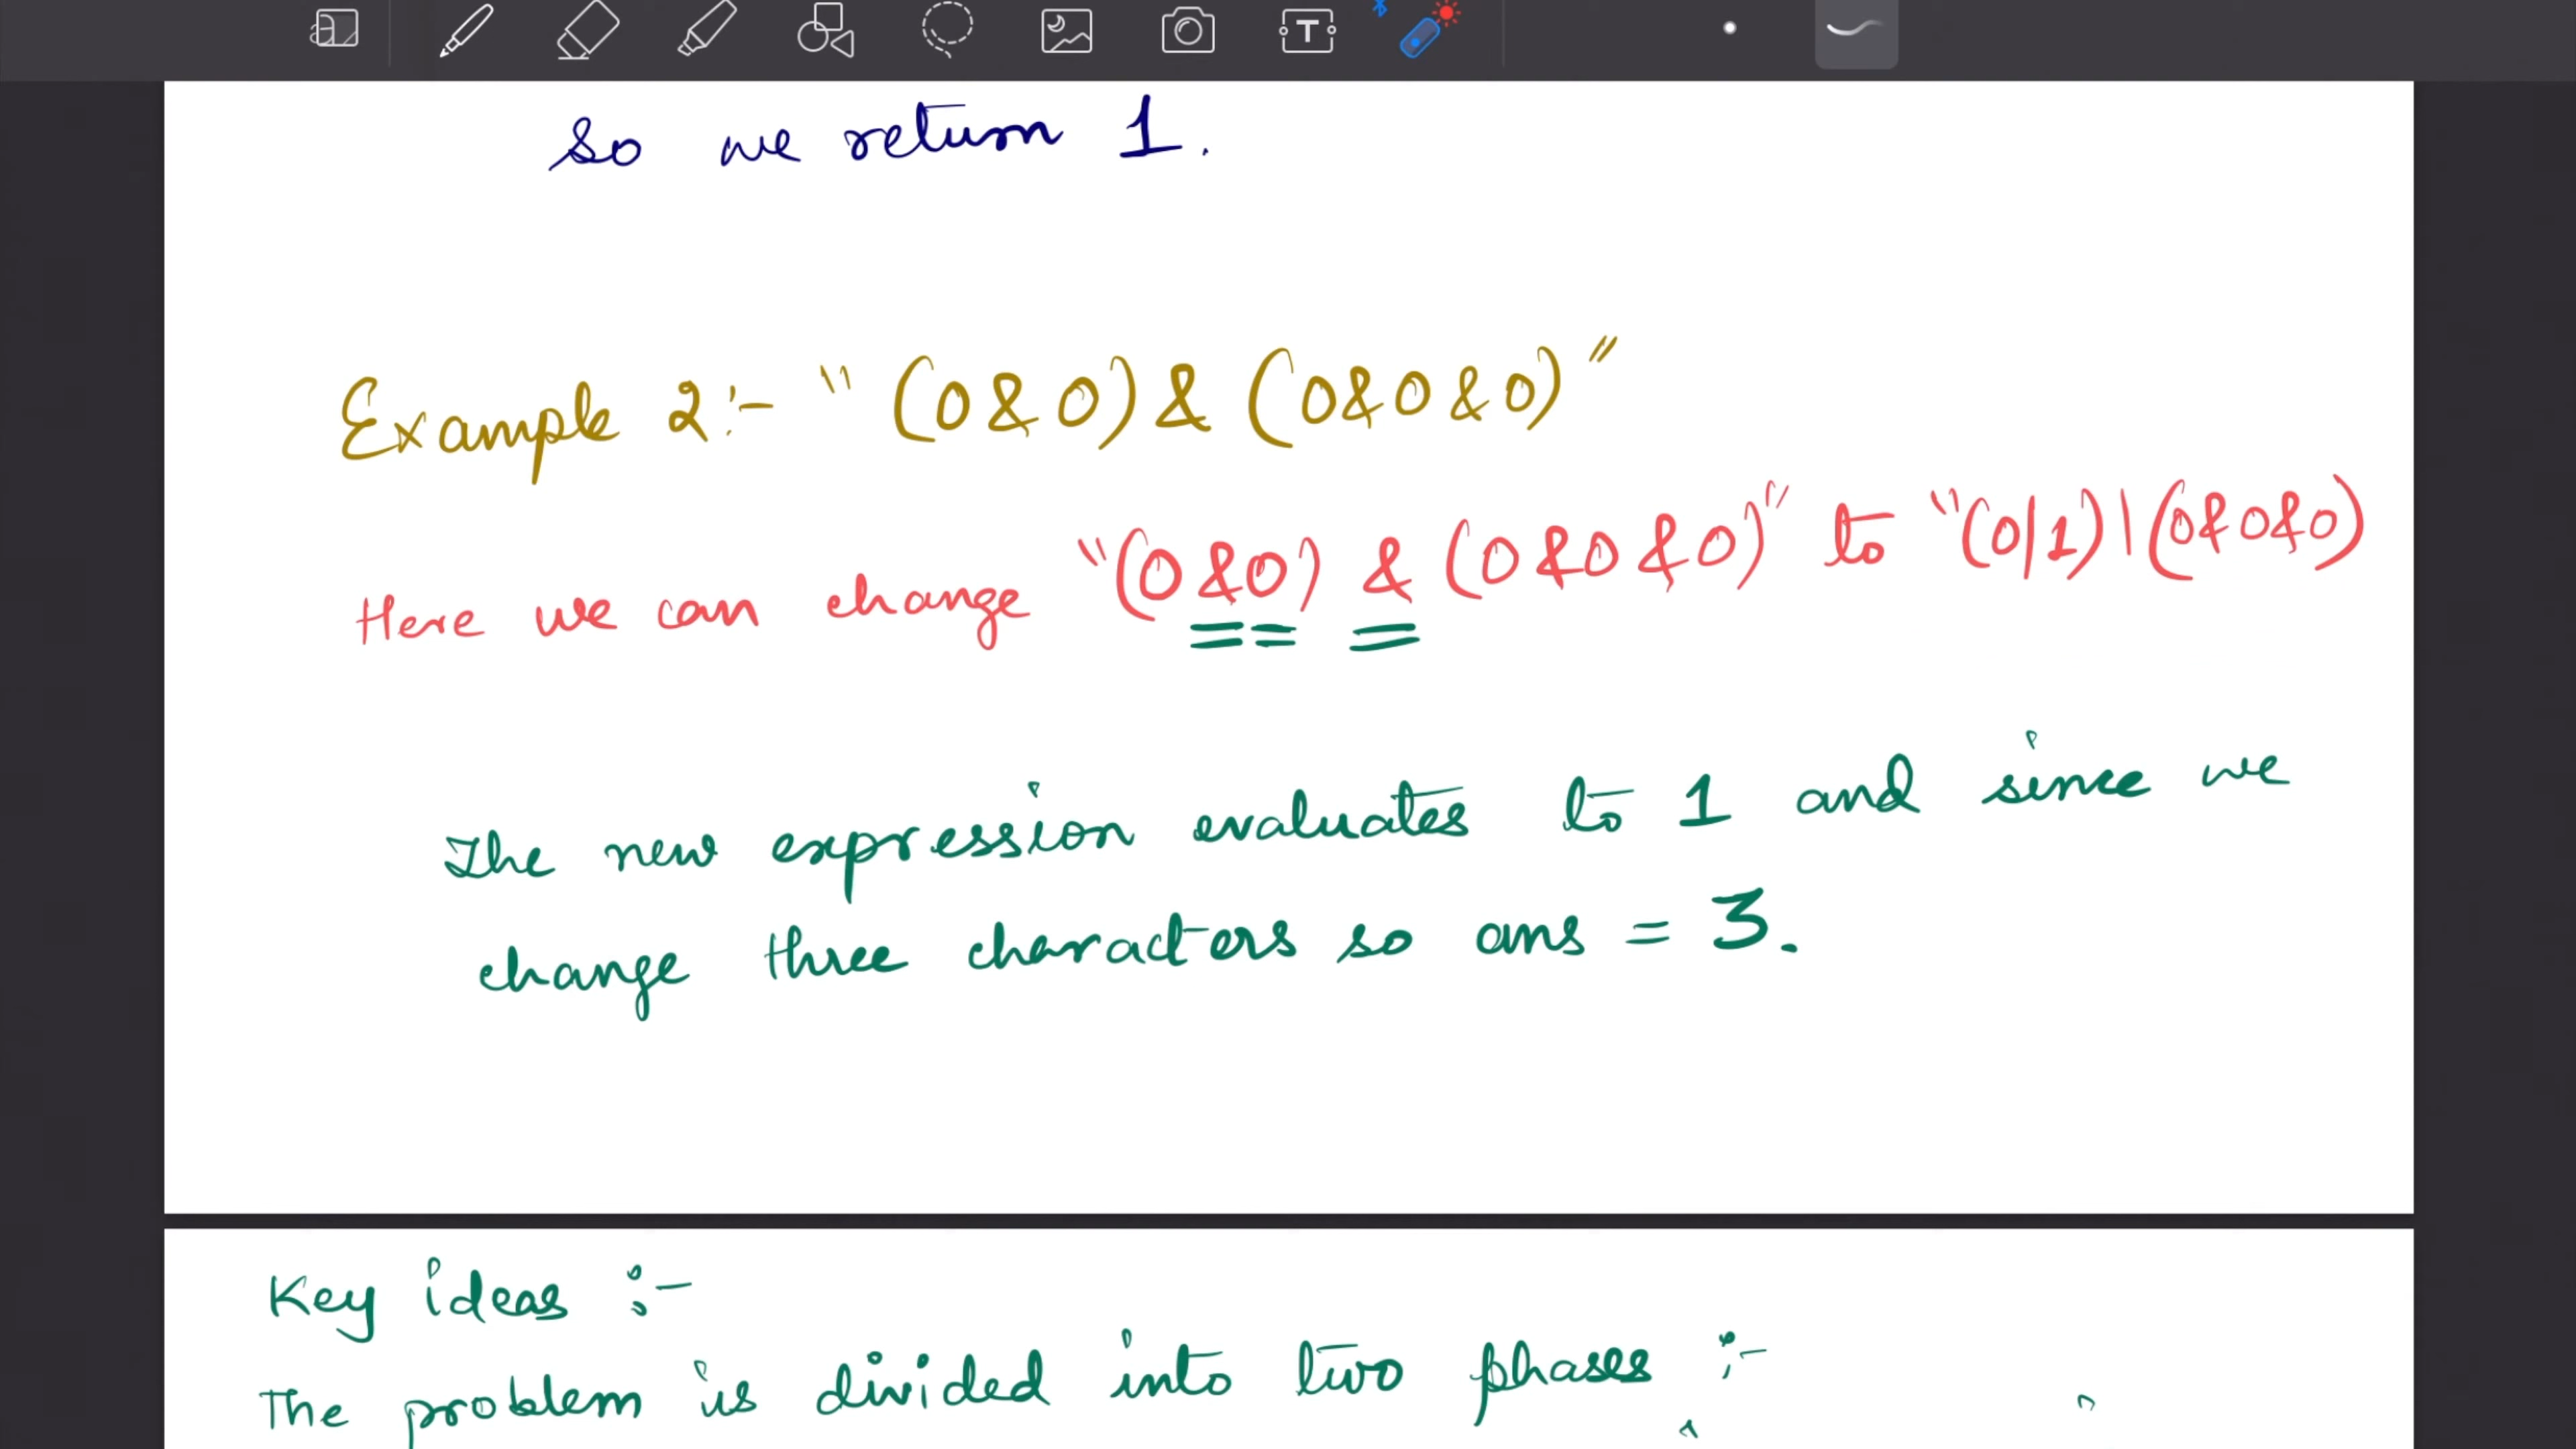 So we return 1.
Example 2:- "(0&0)&(0&0&0)"
Here we can change "(0&0) & (0&0&0)" to "(0|1)|(0&0&0)
The new expression evaluates to 1 and since we
change three characters so ans = 3.
Key ideas :-
The problem is divided into two phases :-